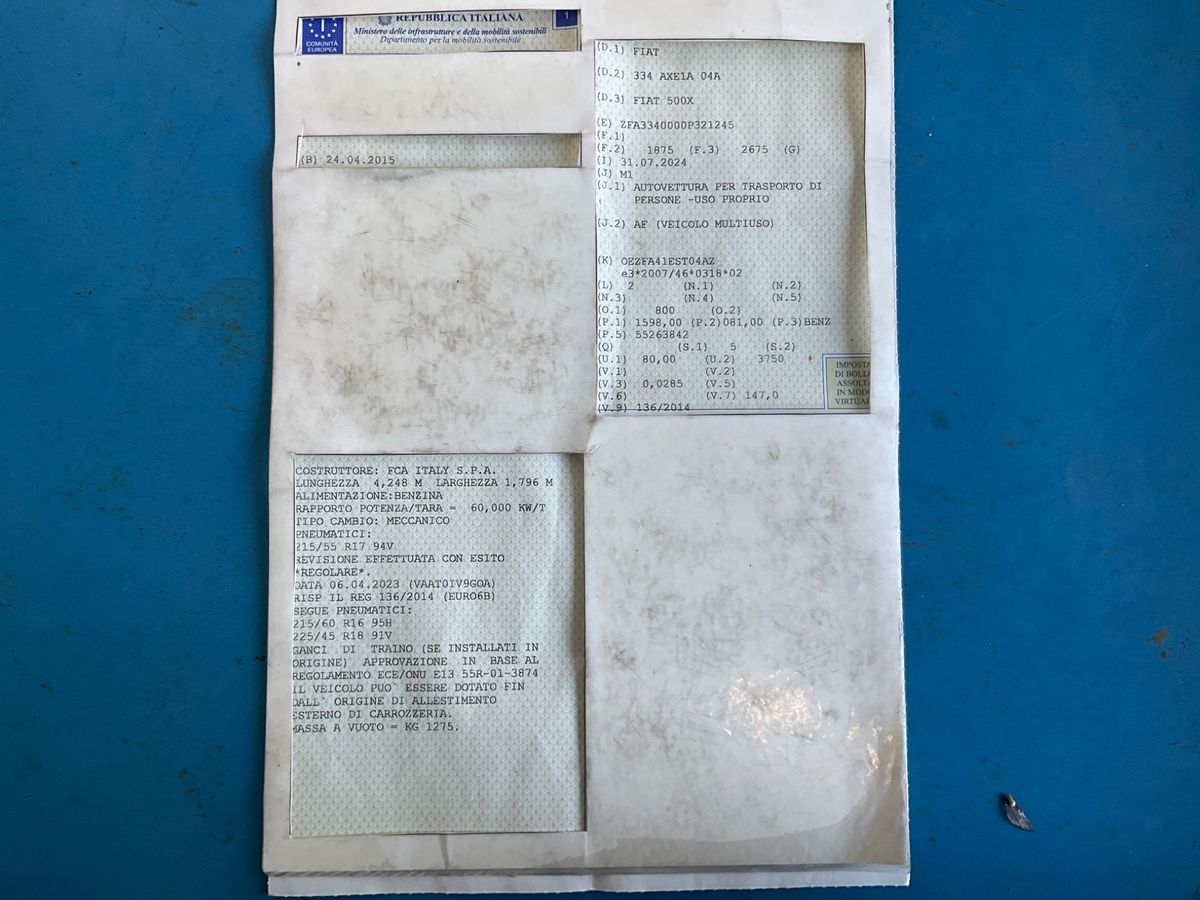 COMUNITÀ
EUROPEA
REPUBBLICA ITALIANA
Ministero delle infrastrutture e della mobilità sostenibili
Dipartimento per la mobilità sostenibile
1
(B) 24.04.2015
(D.1) FIAT
(D.2) 334 AXE1A 04A
(D.3) FIAT 500X
(E) ZFA3340000P321245
(F.1)
(F.2) 1875 (F.3) 2675 (G)
(I) 31.07.2024
(J) M1
(J.1) AUTOVETTURA PER TRASPORTO DI
PERSONE -USO PROPRIO
(J.2) AF (VEICOLO MULTIUSO)
(K) OEZFA41EST04AZ
e3*2007/46*0318*02
(L) 2 (N.1) (N.2)
(N.3) (N.4) (N.5)
(O.1) 800 (O.2)
(P.1) 1598,00 (P.2)081,00 (P.3)BENZ
(P.5) 55263842
(Q) (S.1) 5 (S.2)
(U.1) 80,00 (U.2) 3750
(V.1) (V.2)
(V.3) 0,0285 (V.5)
(V.6) (V.7) 147,0
(V.9) 136/2014
IMPOSTA
DI BOLLO
ASSOLTA
IN MODO
VIRTUAL
COSTRUTTORE: FCA ITALY S.P.A.
LUNGHEZZA 4,248 M LARGHEZZA 1,796 M
ALIMENTAZIONE:BENZINA
RAPPORTO POTENZA/TARA = 60,000 KW/T
TIPO CAMBIO: MECCANICO
PNEUMATICI:
215/55 R17 94V
REVISIONE EFFETTUATA CON ESITO
*REGOLARE*.
DATA 06.04.2023 (VAAT0IV9GOA)
RISP IL REG 136/2014 (EURO6B)
SEGUE PNEUMATICI:
215/60 R16 95H
225/45 R18 91V
GANCI DI TRAINO (SE INSTALLATI IN
ORIGINE) APPROVAZIONE IN BASE AL
REGOLAMENTO ECE/ONU E13 55R-01-3874
IL VEICOLO PUO` ESSERE DOTATO FIN
DALL` ORIGINE DI ALLESTIMENTO
ESTERNO DI CARROZZERIA.
MASSA A VUOTO = KG 1275.